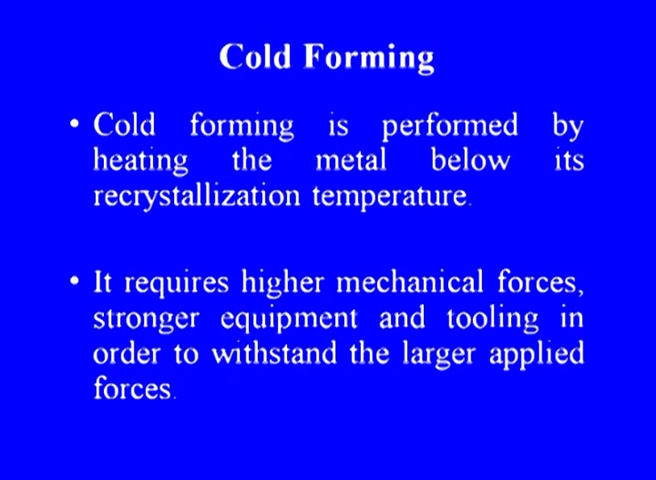 Cold Forming
• Cold forming is performed by
heating the metal below its
recrystallization temperature.
• It requires higher mechanical forces,
stronger equipment and tooling in
order to withstand the larger applied
forces.